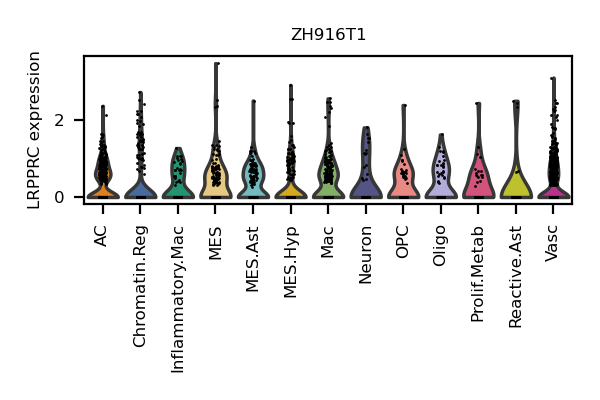 ZH916T1
LRPPRC expression
2
0
AC
Chromatin.Reg
Inflammatory.Mac
MES
MES.Ast
MES.Hyp
Mac
Neuron
OPC
Oligo
Prolif.Metab
Reactive.Ast
Vasc